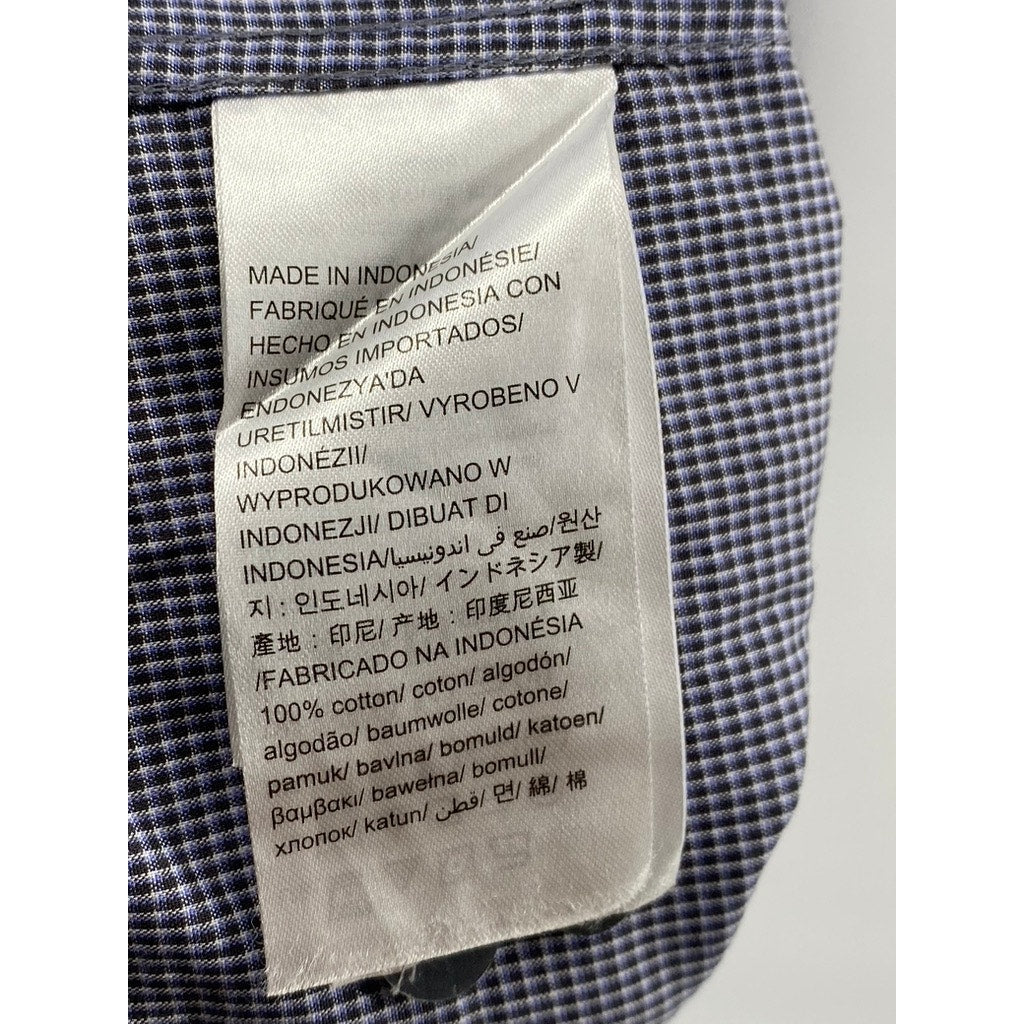 MADE IN INDONESIA/
FABRIQUÉ EN INDONÉSIE/
HECHO EN INDONESIA CON
INSUMOS IMPORTADOS/
ENDONEZYA'DA
URETILMISTIR/ VYROBENO V
INDONÉZII/
WYPRODUKOWANO W
INDONEZJI/ DIBUAT DI
INDONESIA/صنع في اندونيسيا/원산
지 : 인도네시아/ インドネシア製/
產地 : 印尼/ 产地 : 印度尼西亚
/FABRICADO NA INDONÉSIA
100% cotton/ coton/ algodón/
algodão/ baumwolle/ cotone/
pamuk/ bavlna/ bomuld/ katoen/
βαμβακι/ bawełna/ bomull/
хлопок/ katun/ قطن/ 면/ 綿/ 棉